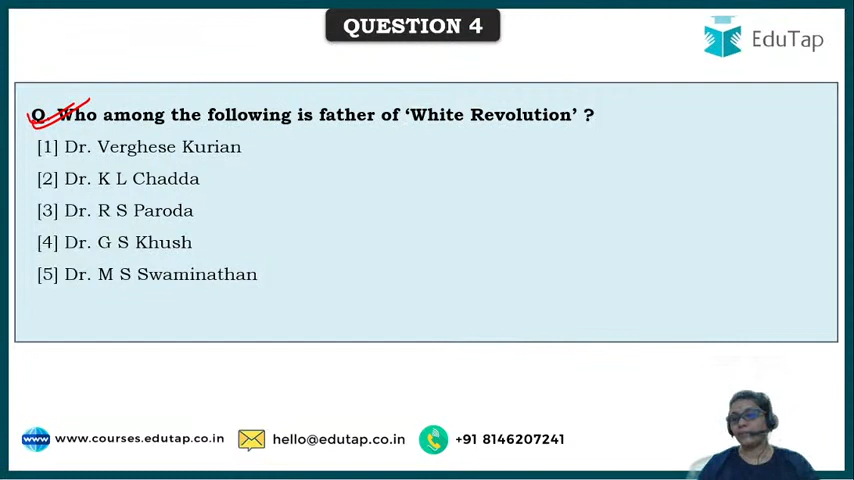 QUESTION 4
EduTap
Q. Who among the following is father of ‘White Revolution’ ?
[1] Dr. Verghese Kurian
[2] Dr. K L Chadda
[3] Dr. R S Paroda
[4] Dr. G S Khush
[5] Dr. M S Swaminathan
www.courses.edutap.co.in hello@edutap.co.in +91 8146207241